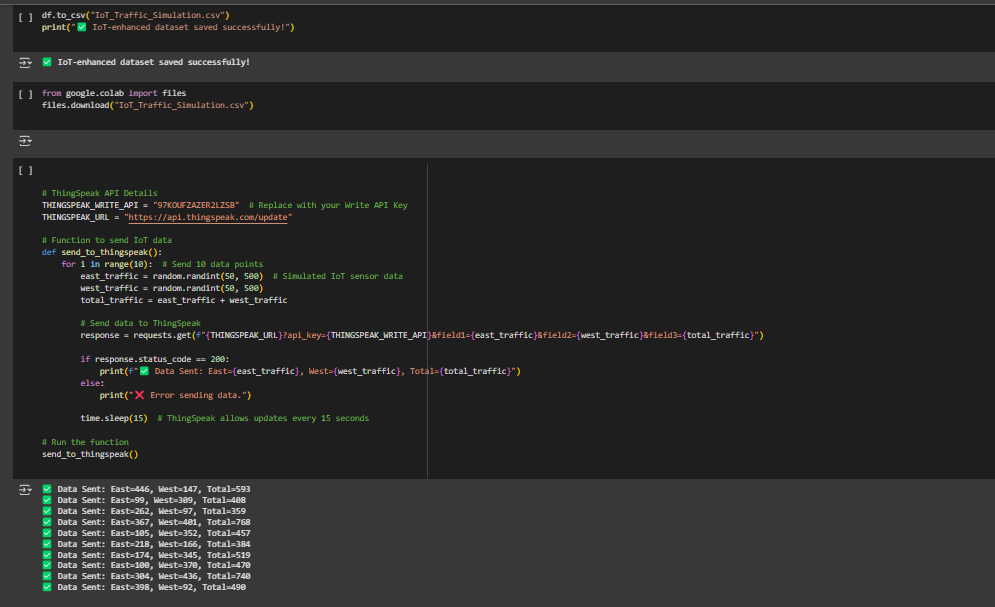 [ ] df.to_csv("IoT_Traffic_Simulation.csv")
print("✅ IoT-enhanced dataset saved successfully!")
✅ IoT-enhanced dataset saved successfully!
[ ] from google.colab import files
files.download("IoT_Traffic_Simulation.csv")
[ ]
# ThingSpeak API Details
THINGSPEAK_WRITE_API = "97KOUFZAZER2LZSB"  # Replace with your Write API Key
THINGSPEAK_URL = "https://api.thingspeak.com/update"
# Function to send IoT data
def send_to_thingspeak():
for i in range(10):  # Send 10 data points
east_traffic = random.randint(50, 500)  # Simulated IoT sensor data
west_traffic = random.randint(50, 500)
total_traffic = east_traffic + west_traffic
# Send data to ThingSpeak
response = requests.get(f"{THINGSPEAK_URL}?api_key={THINGSPEAK_WRITE_API}&field1={east_traffic}&field2={west_traffic}&field3={total_traffic}")
if response.status_code == 200:
print(f"✅ Data Sent: East={east_traffic}, West={west_traffic}, Total={total_traffic}")
else:
print("❌ Error sending data.")
time.sleep(15)  # ThingSpeak allows updates every 15 seconds
# Run the function
send_to_thingspeak()
✅ Data Sent: East=446, West=147, Total=593
✅ Data Sent: East=99, West=309, Total=408
✅ Data Sent: East=262, West=97, Total=359
✅ Data Sent: East=367, West=401, Total=768
✅ Data Sent: East=105, West=352, Total=457
✅ Data Sent: East=218, West=166, Total=384
✅ Data Sent: East=174, West=345, Total=519
✅ Data Sent: East=100, West=370, Total=470
✅ Data Sent: East=304, West=436, Total=740
✅ Data Sent: East=398, West=92, Total=490